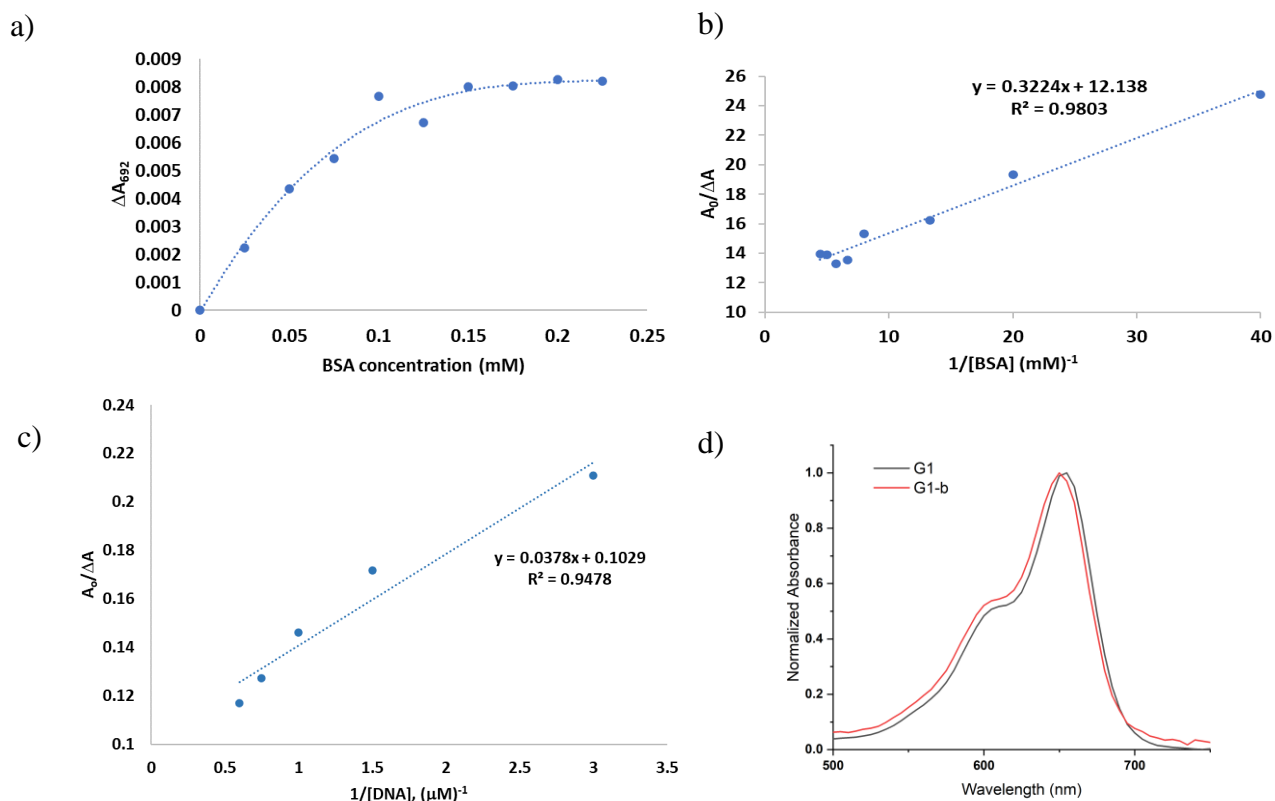 a)
0.009
0.008
0.007
0.006
0.005
0.004
0.003
0.002
0.001
0
ΔA692
0 0.05 0.1 0.15 0.2 0.25
BSA concentration (mM)
b)
26
24
22
20
18
16
14
12
10
A0/ΔA
y = 0.3224x + 12.138
R² = 0.9803
0 10 20 30 40
1/[BSA] (mM)-1
c)
0.24
0.22
0.2
0.18
0.16
0.14
0.12
0.1
Ao/ΔA
y = 0.0378x + 0.1029
R² = 0.9478
0 0.5 1 1.5 2 2.5 3 3.5
1/[DNA], (μM)-1
d)
G1
G1-b
1.0
0.8
0.6
0.4
0.2
0.0
Normalized Absorbance
500 600 700
Wavelength (nm)